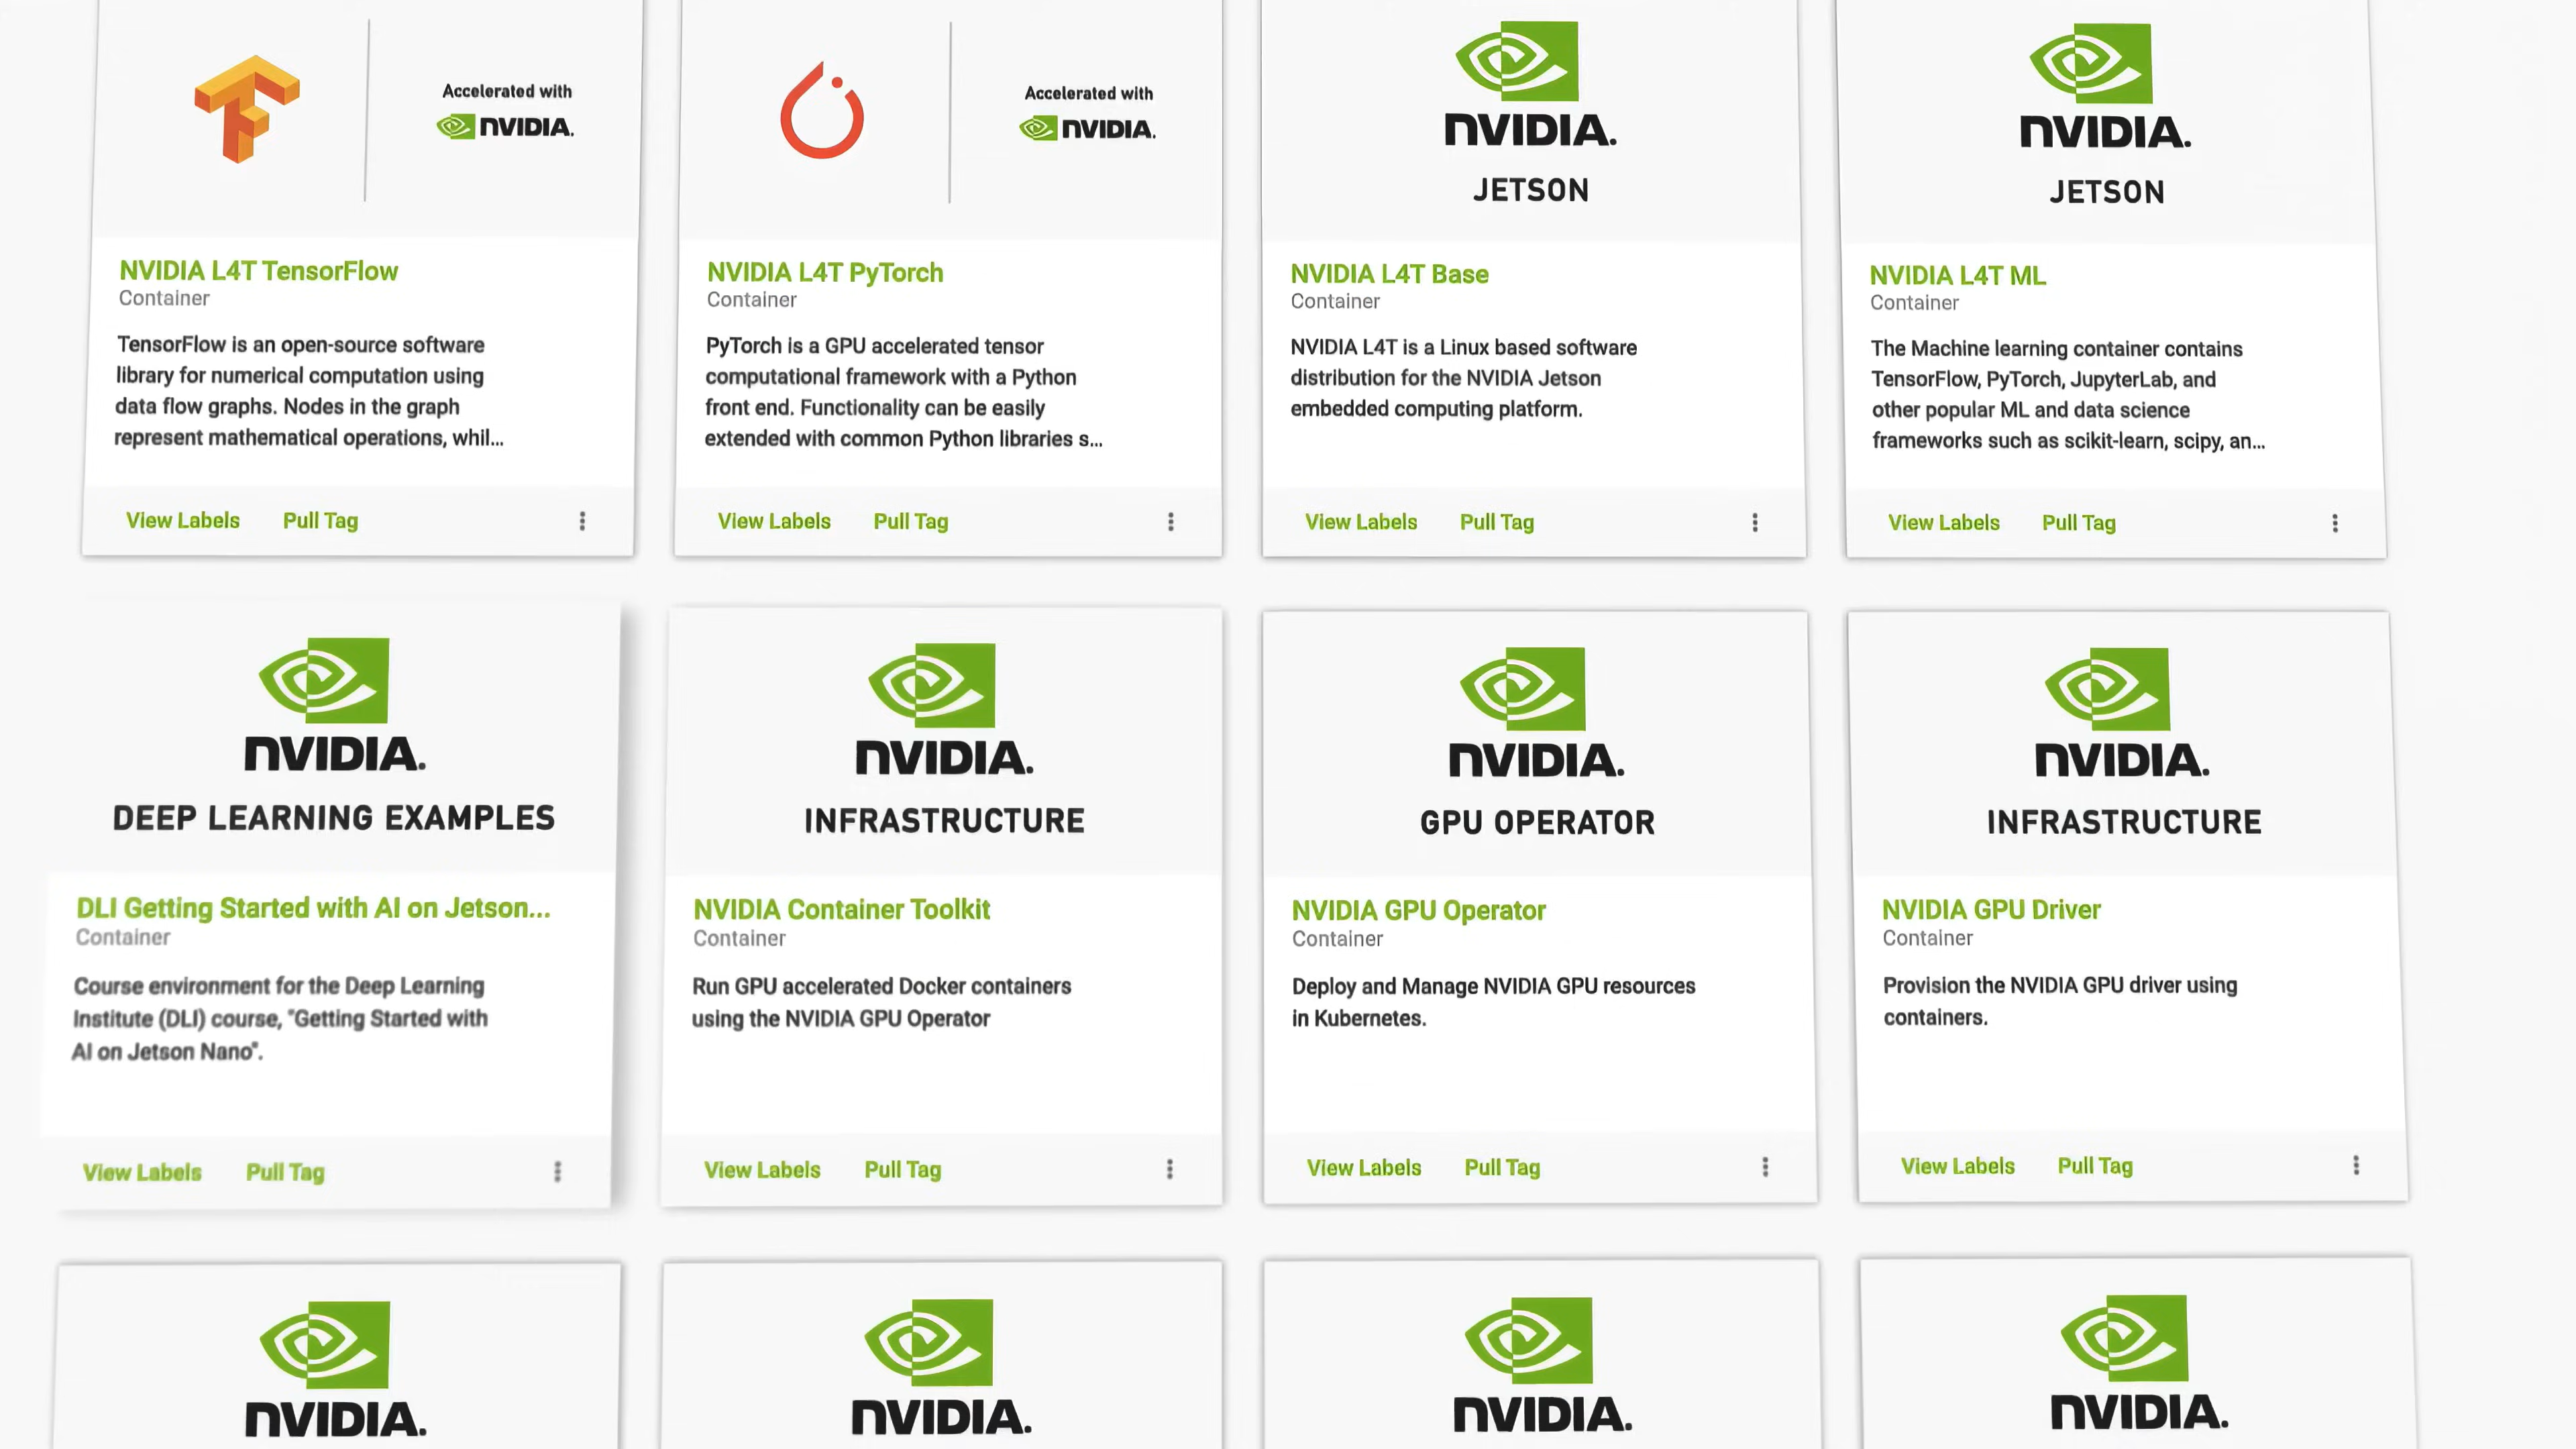 Accelerated with
NVIDIA.
NVIDIA L4T TensorFlow
Container
TensorFlow is an open-source software
library for numerical computation using
data flow graphs. Nodes in the graph
represent mathematical operations, whil...
View Labels Pull Tag
Accelerated with
NVIDIA.
NVIDIA L4T PyTorch
Container
PyTorch is a GPU accelerated tensor
computational framework with a Python
front end. Functionality can be easily
extended with common Python libraries s...
View Labels Pull Tag
NVIDIA.
JETSON
NVIDIA L4T Base
Container
NVIDIA L4T is a Linux based software
distribution for the NVIDIA Jetson
embedded computing platform.
View Labels Pull Tag
NVIDIA.
JETSON
NVIDIA L4T ML
Container
The Machine learning container contains
TensorFlow, PyTorch, JupyterLab, and
other popular ML and data science
frameworks such as scikit-learn, scipy, an...
View Labels Pull Tag
NVIDIA.
DEEP LEARNING EXAMPLES
DLI Getting Started with AI on Jetson...
Container
Course environment for the Deep Learning
Institute (DLI) course, "Getting Started with
AI on Jetson Nano".
View Labels Pull Tag
NVIDIA.
INFRASTRUCTURE
NVIDIA Container Toolkit
Container
Run GPU accelerated Docker containers
using the NVIDIA GPU Operator
View Labels Pull Tag
NVIDIA.
GPU OPERATOR
NVIDIA GPU Operator
Container
Deploy and Manage NVIDIA GPU resources
in Kubernetes.
View Labels Pull Tag
NVIDIA.
INFRASTRUCTURE
NVIDIA GPU Driver
Container
Provision the NVIDIA GPU driver using
containers.
View Labels Pull Tag
NVIDIA.
NVIDIA.
NVIDIA.
NVIDIA.